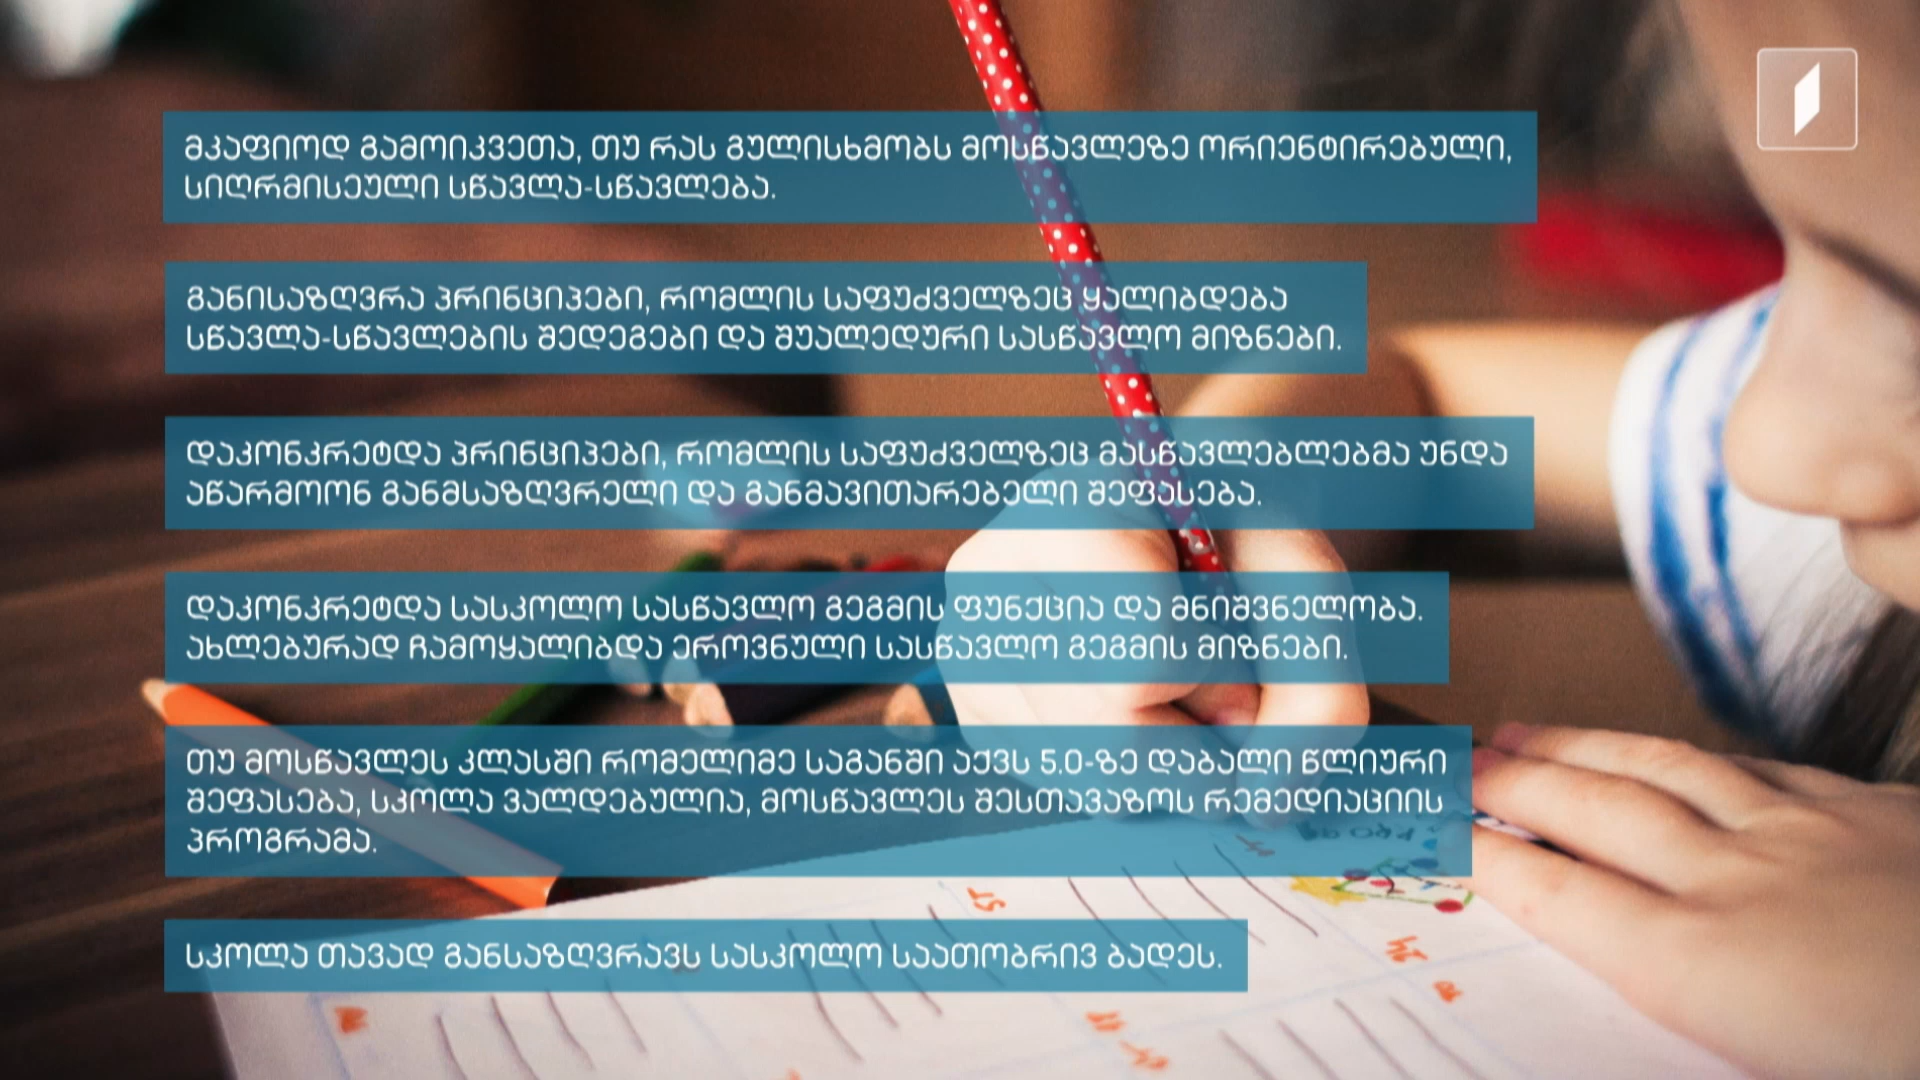 მკაფიოდ გამოიკვეთა, თუ რას გულისხმობს მოსწავლეზე ორიენტირებული,
სიღრმისეული სწავლა-სწავლება.
განისაზღვრა პრინციპები, რომლის საფუძველზეც ყალიბდება
სწავლა-სწავლების შედეგები და შუალედური სასწავლო მიზნები.
დაკონკრეტდა პრინციპები, რომლის საფუძველზეც მასწავლებლებმა უნდა
აწარმოონ განმსაზღვრელი და განმავითარებელი შეფასება.
დაკონკრეტდა სასკოლო სასწავლო გეგმის ფუნქცია და მნიშვნელობა.
ახლებურად ჩამოყალიბდა ეროვნული სასწავლო გეგმის მიზნები.
თუ მოსწავლეს კლასში რომელიმე საგანში აქვს 5.0-ზე დაბალი წლიური
შეფასება, სკოლა ვალდებულია, მოსწავლეს შესთავაზოს რემედიაციის
პროგრამა.
სკოლა თავად განსაზღვრავს სასკოლო საათობრივ ბადეს.